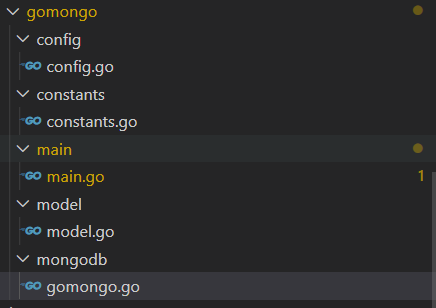 gomongo
config
GO config.go
constants
GO constants.go
main
GO main.go 1
model
GO model.go
mongodb
GO gomongo.go